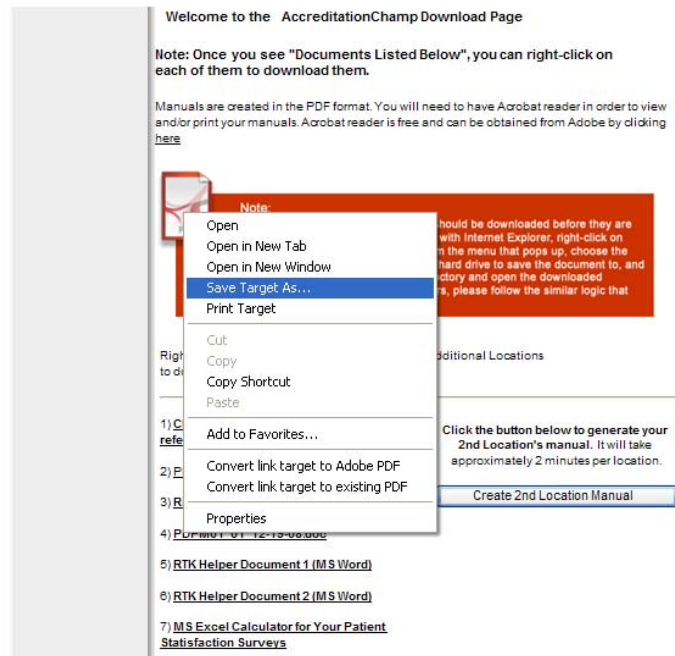 Welcome to the AccreditationChamp Download Page
Note: Once you see "Documents Listed Below", you can right-click on
each of them to download them.
Manuals are created in the PDF format. You will need to have Acrobat reader in order to view
and/or print your manuals. Acrobat reader is free and can be obtained from Adobe by clicking
here
Note:
should be downloaded before they are
with Internet Explorer, right-click on
the menu that pops up, choose the
hard drive to save the document to, and
and open the downloaded
please follow the similar logic that
Open
Open in New Tab
Open in New Window
Save Target As...
Print Target
Cut
Copy
Copy Shortcut
Paste
Add to Favorites...
Convert link target to Adobe PDF
Convert link target to existing PDF
Properties
Additional Locations
to
1)
2)
3)
4) PDPM01_01_12-19-08.doc
5) RTK Helper Document 1 (MS Word)
6) RTK Helper Document 2 (MS Word)
7) MS Excel Calculator for Your Patient
Statisfaction Surveys
Click the button below to generate your
2nd Location's manual. It will take
approximately 2 minutes per location.
Create 2nd Location Manual